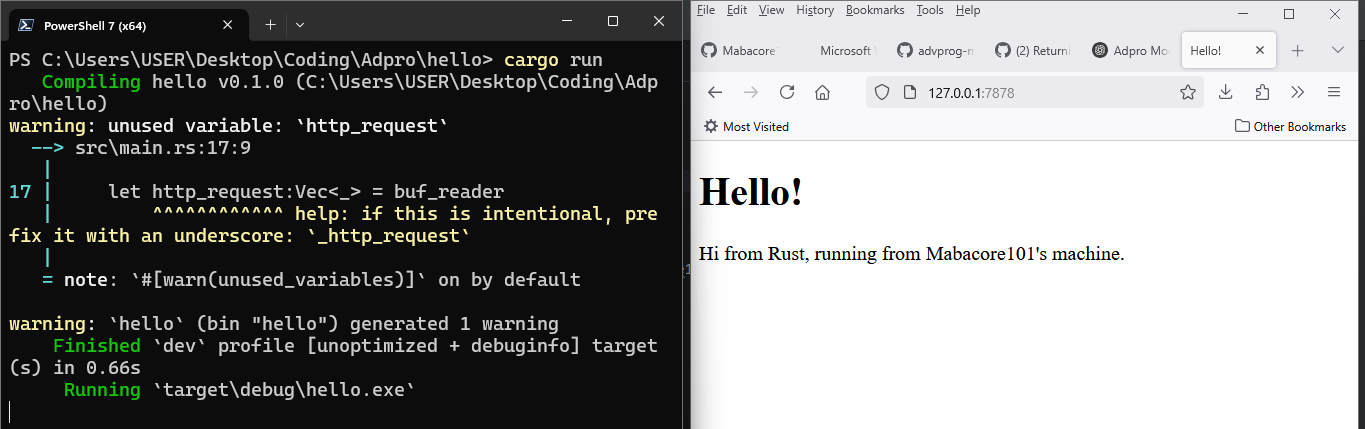 PowerShell 7 (x64)
PS C:\Users\USER\Desktop\Coding\Adpro\hello> cargo run
   Compiling hello v0.1.0 (C:\Users\USER\Desktop\Coding\Adp
ro\hello)
warning: unused variable: `http_request`
  --> src\main.rs:17:9
   |
17 |     let http_request:Vec<_> = buf_reader
   |         ^^^^^^^^^^^^ help: if this is intentional, pre
fix it with an underscore: `_http_request`
   |
   = note: `#[warn(unused_variables)]` on by default
warning: `hello` (bin "hello") generated 1 warning
    Finished `dev` profile [unoptimized + debuginfo] target
(s) in 0.66s
     Running `target\debug\hello.exe`
File Edit View History Bookmarks Tools Help
Mabacore Microsoft advprog-m (2) Returni Adpro Mo Hello!
127.0.0.1:7878
Most Visited Other Bookmarks
Hello!
Hi from Rust, running from Mabacore101's machine.